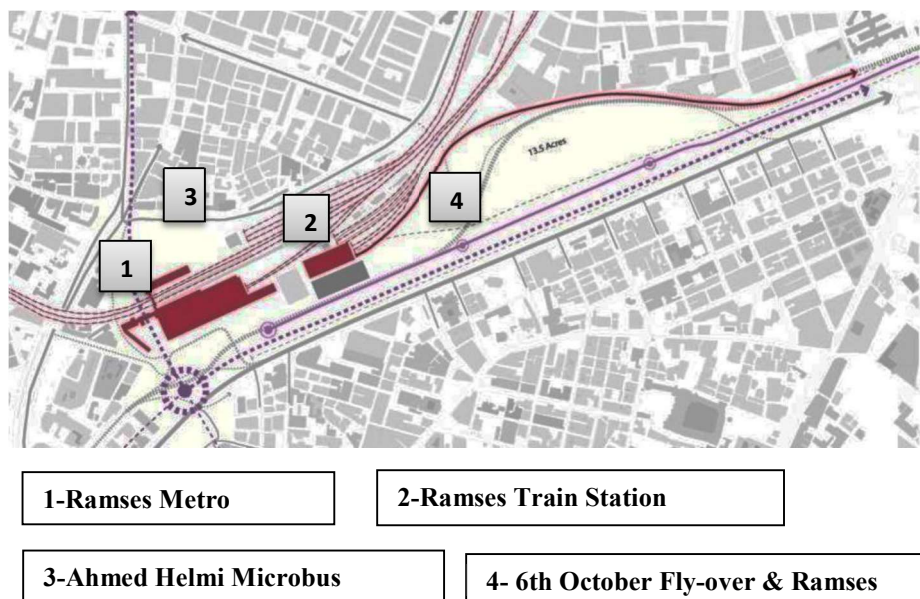 3
2
4
1
13.5 Acres
1-Ramses Metro
2-Ramses Train Station
3-Ahmed Helmi Microbus
4- 6th October Fly-over & Ramses